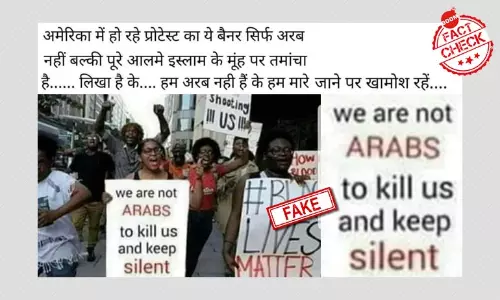 अमेरिका में हो रहे प्रोटेस्ट का ये बैनर सिर्फ अरब
नहीं बल्की पूरे आलमे इस्लाम के मूंह पर तमांचा
है...... लिखा है के.... हम अरब नही हैं के हम मारे जाने पर खामोश रहें....
BOOM
FACT
CHECK
Shooting
!!! US !!!
we are not
ARABS
to kill us
and keep
silent
HOW
LIVES
MATTER
FAKE
we are not
ARABS
to kill us
and keep
silent